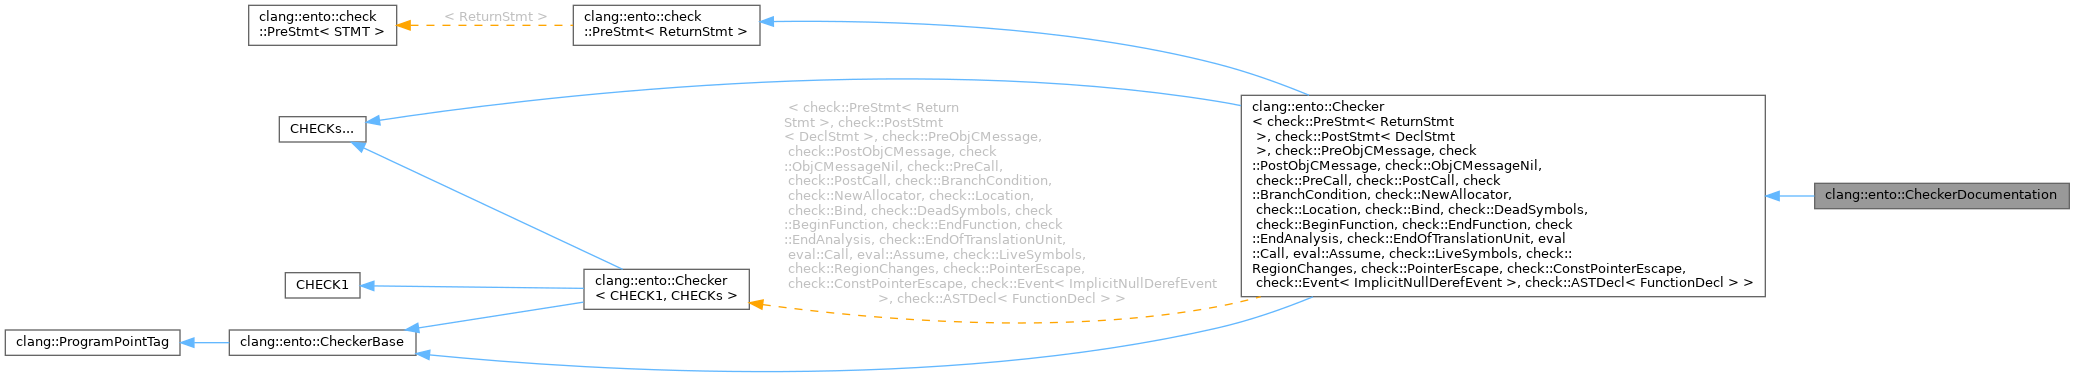 clang::ento::check
::PreStmt< STMT >
< ReturnStmt >
clang::ento::check
::PreStmt< ReturnStmt >
CHECKs...
CHECK1
clang::ProgramPointTag
clang::ento::CheckerBase
clang::ento::Checker
< CHECK1, CHECKs >
< check::PreStmt< Return
Stmt >, check::PostStmt
< DeclStmt >, check::PreObjCMessage,
check::PostObjCMessage, check
::ObjCMessageNil, check::PreCall,
check::PostCall, check::BranchCondition,
check::NewAllocator, check::Location,
check::Bind, check::DeadSymbols, check
::BeginFunction, check::EndFunction, check
::EndAnalysis, check::EndOfTranslationUnit,
eval::Call, eval::Assume, check::LiveSymbols,
check::RegionChanges, check::PointerEscape,
check::ConstPointerEscape, check::Event< ImplicitNullDerefEvent
>, check::ASTDecl< FunctionDecl > >
clang::ento::Checker
< check::PreStmt< ReturnStmt
>, check::PostStmt< DeclStmt
>, check::PreObjCMessage, check
::PostObjCMessage, check::ObjCMessageNil,
check::PreCall, check::PostCall, check
::BranchCondition, check::NewAllocator,
check::Location, check::Bind, check::DeadSymbols,
check::BeginFunction, check::EndFunction, check
::EndAnalysis, check::EndOfTranslationUnit, eval
::Call, eval::Assume, check::LiveSymbols, check::
RegionChanges, check::PointerEscape, check::ConstPointerEscape,
check::Event< ImplicitNullDerefEvent >, check::ASTDecl< FunctionDecl > >
clang::ento::CheckerDocumentation